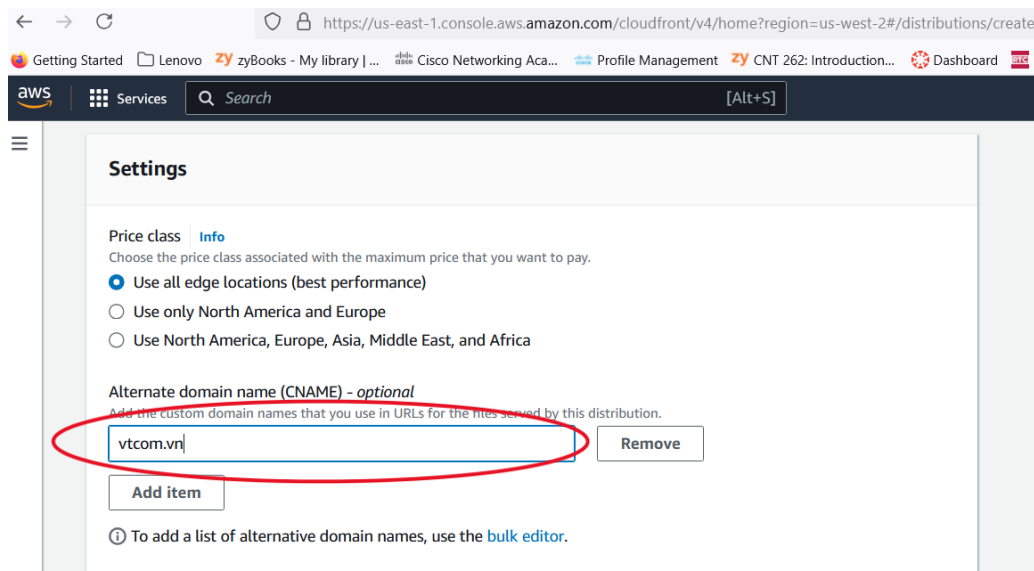 https://us-east-1.console.aws.amazon.com/cloudfront/v4/home?region=us-west-2#/distributions/create
Getting Started Lenovo zy zyBooks - My library | ... Cisco Networking Aca... Profile Management zy CNT 262: Introduction... Dashboard BTC
aws Services Search [Alt+S]
Settings
Price class Info
Choose the price class associated with the maximum price that you want to pay.
Use all edge locations (best performance)
Use only North America and Europe
Use North America, Europe, Asia, Middle East, and Africa
Alternate domain name (CNAME) - optional
Add the custom domain names that you use in URLs for the files served by this distribution.
vtcom.vn Remove
Add item
To add a list of alternative domain names, use the bulk editor.